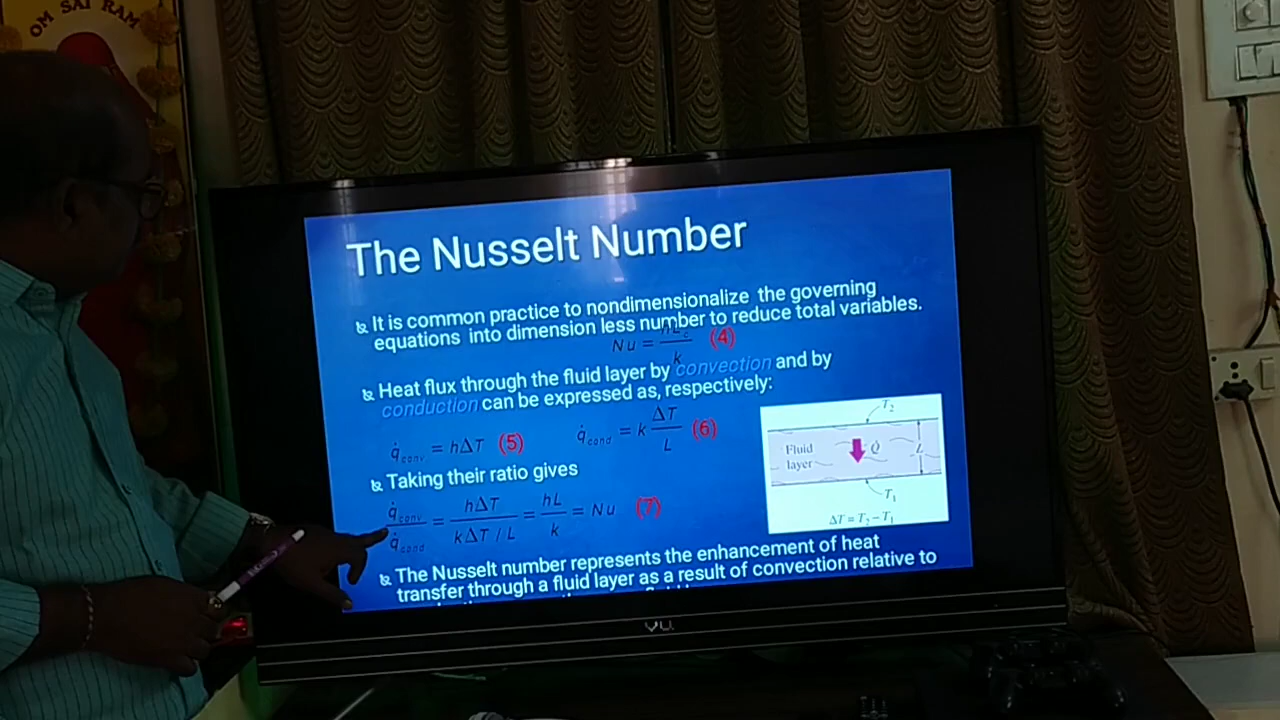 OM SAI RAM
The Nusselt Number
It is common practice to nondimensionalize the governing
equations into dimension less number to reduce total variables.
Nu = hL_c / k (4)
Heat flux through the fluid layer by convection and by
conduction can be expressed as, respectively:
q̇conv = hΔT (5) q̇cond = k ΔT / L (6)
Taking their ratio gives
q̇conv / q̇cond = hΔT / kΔT / L = hL / k = Nu (7)
T₂
Fluid
layer
Q̇
L
T₁
ΔT = T₂ − T₁
The Nusselt number represents the enhancement of heat
transfer through a fluid layer as a result of convection relative to
VU